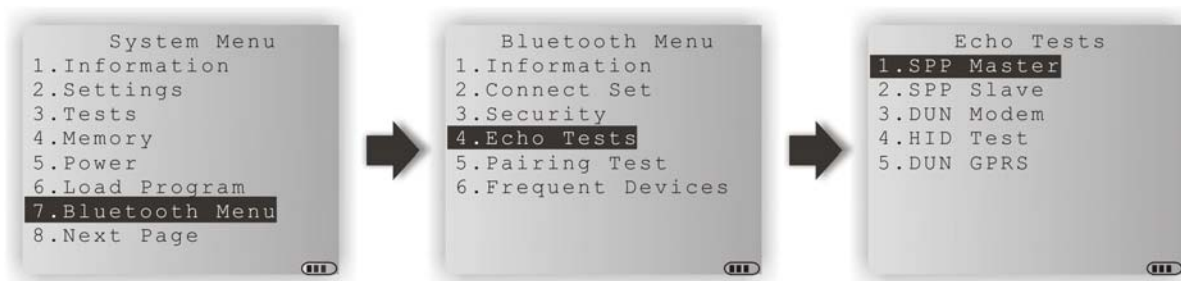 System Menu
1.Information
2.Settings
3.Tests
4.Memory
5.Power
6.Load Program
7.Bluetooth Menu
8.Next Page
Bluetooth Menu
1.Information
2.Connect Set
3.Security
4.Echo Tests
5.Pairing Test
6.Frequent Devices
Echo Tests
1.SPP Master
2.SPP Slave
3.DUN Modem
4.HID Test
5.DUN GPRS